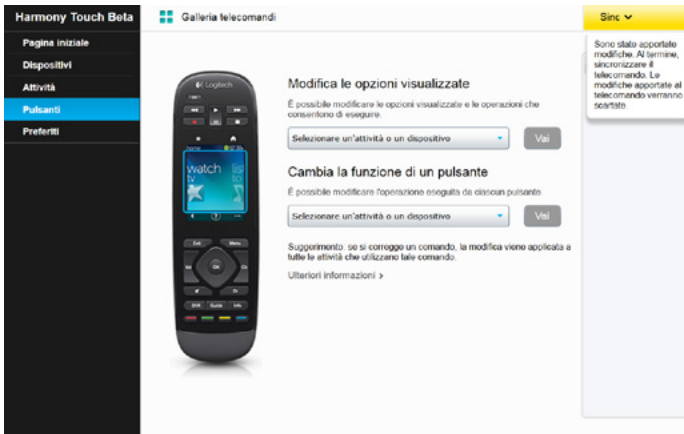 Harmony Touch Beta
Galleria telecomandi
Sinc
Pagina iniziale
Dispositivi
Attività
Pulsanti
Preferiti
Sono state apportate
modifiche. Al termine,
sincronizzare il
telecomando. Le
modifiche apportate al
telecomando verranno
scartate
Logitech
home
watch
tv
Exit
Menu
Vol
OK
Ch
DVR
Guide
Info
Modifica le opzioni visualizzate
È possibile modificare le opzioni visualizzate e le operazioni che
consentono di eseguire.
Selezionare un'attività o un dispositivo
Vai
Cambia la funzione di un pulsante
È possibile modificare l'operazione eseguita da ciascun pulsante
Selezionare un'attività o un dispositivo
Vai
Suggerimento: se si corregge un comando, la modifica viene applicata a
tutte le attività che utilizzano tale comando.
Ulteriori informazioni >